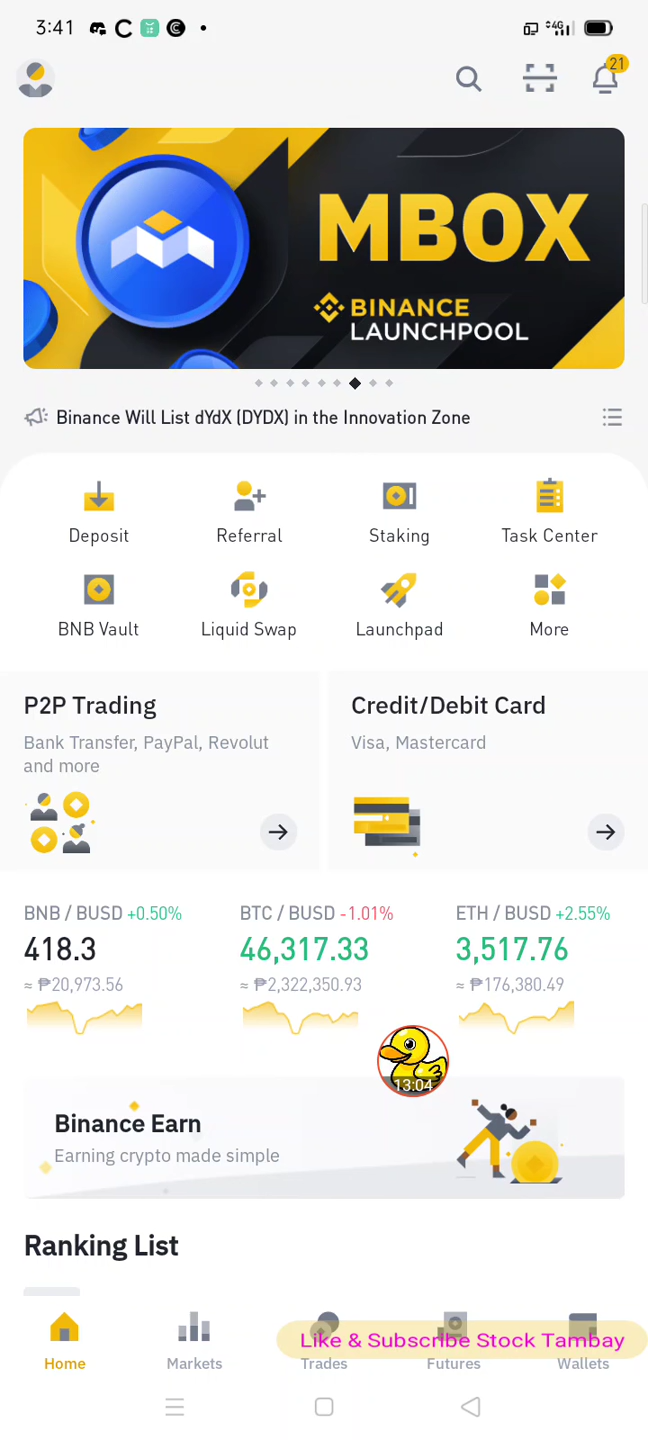 3:41
4G
21
MBOX
BINANCE
LAUNCHPOOL
Binance Will List dYdX (DYDX) in the Innovation Zone
Deposit Referral Staking Task Center
BNB Vault Liquid Swap Launchpad More
P2P Trading Credit/Debit Card
Bank Transfer, PayPal, Revolut Visa, Mastercard
and more
BNB / BUSD +0.50% BTC / BUSD -1.01% ETH / BUSD +2.55%
418.3 46,317.33 3,517.76
≈ ₱20,973.56 ≈ ₱2,322,350.93 ≈ ₱176,380.49
13:04
Binance Earn
Earning crypto made simple
Ranking List
Like & Subscribe Stock Tambay
Home Markets Trades Futures Wallets